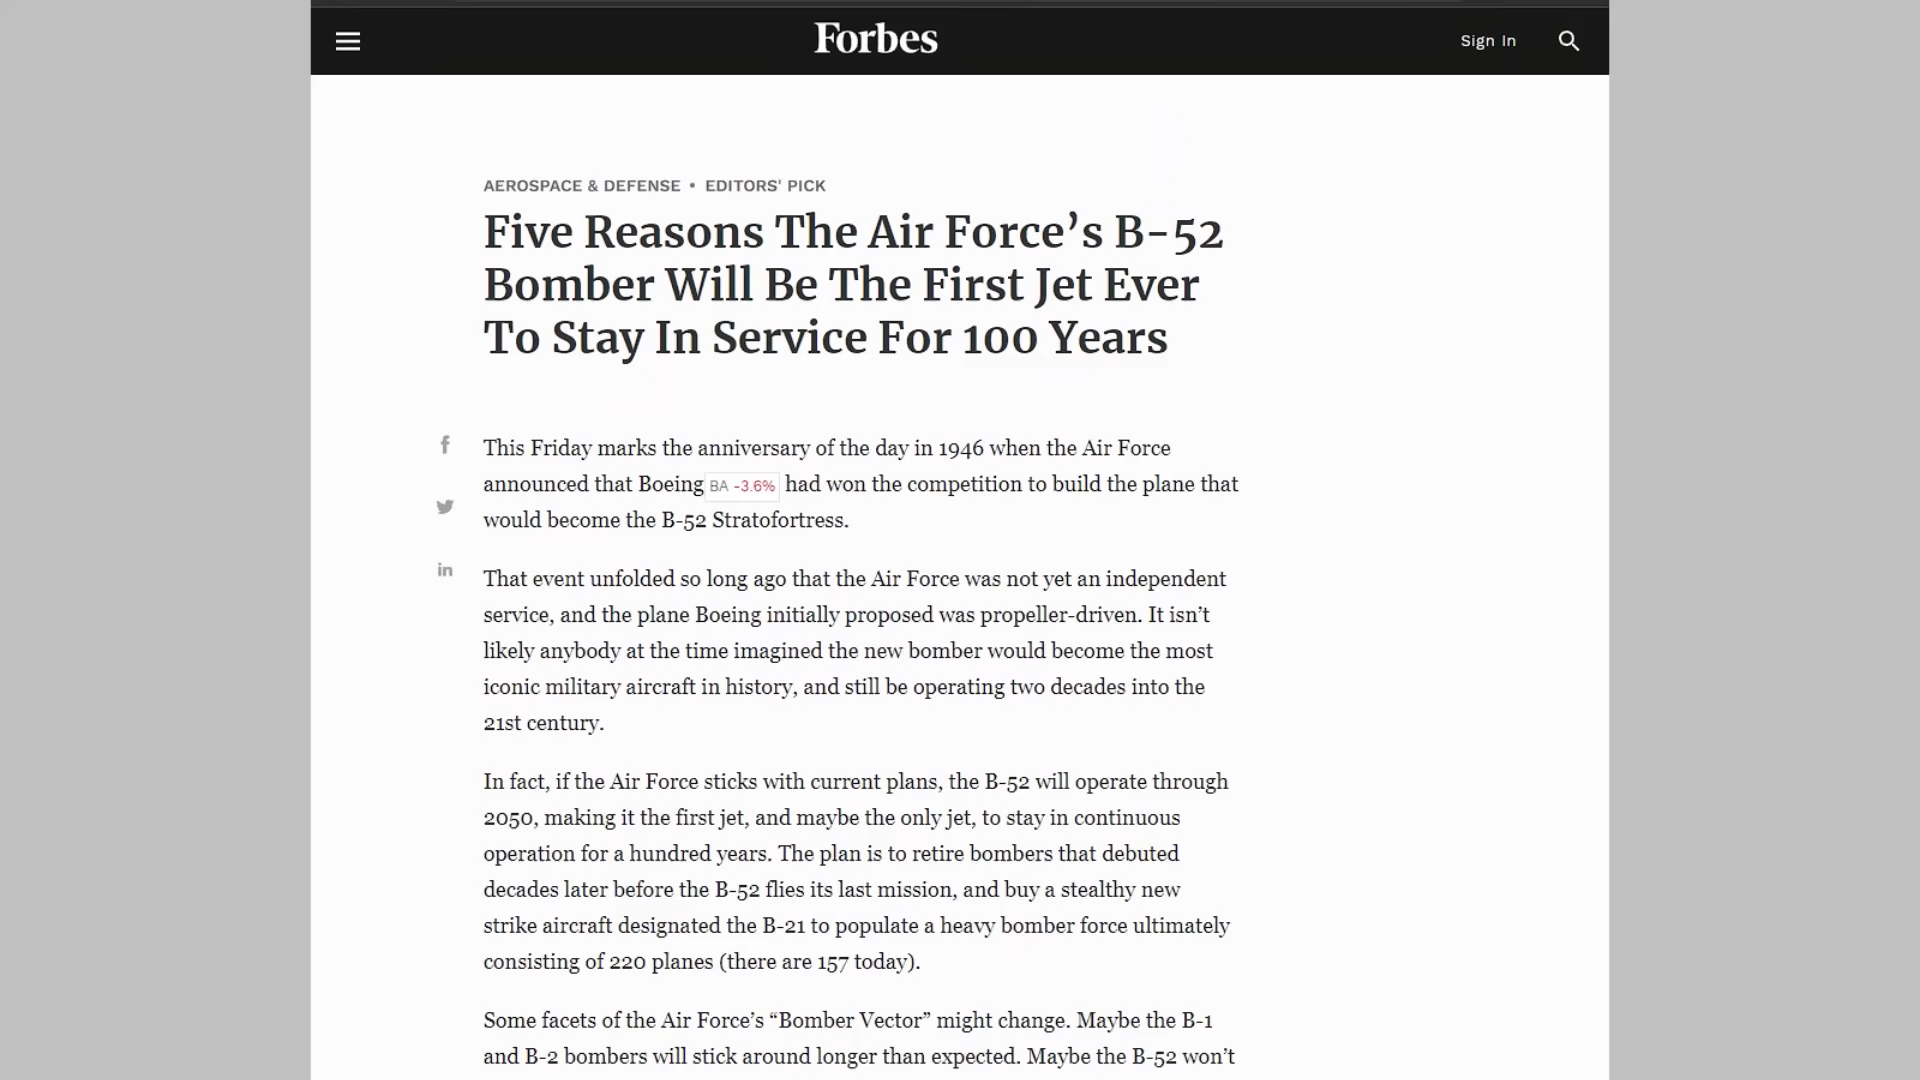 Forbes
Sign In
AEROSPACE & DEFENSE • EDITORS' PICK
Five Reasons The Air Force’s B-52
Bomber Will Be The First Jet Ever
To Stay In Service For 100 Years
This Friday marks the anniversary of the day in 1946 when the Air Force
announced that Boeing BA -3.6% had won the competition to build the plane that
would become the B-52 Stratofortress.
That event unfolded so long ago that the Air Force was not yet an independent
service, and the plane Boeing initially proposed was propeller-driven. It isn’t
likely anybody at the time imagined the new bomber would become the most
iconic military aircraft in history, and still be operating two decades into the
21st century.
In fact, if the Air Force sticks with current plans, the B-52 will operate through
2050, making it the first jet, and maybe the only jet, to stay in continuous
operation for a hundred years. The plan is to retire bombers that debuted
decades later before the B-52 flies its last mission, and buy a stealthy new
strike aircraft designated the B-21 to populate a heavy bomber force ultimately
consisting of 220 planes (there are 157 today).
Some facets of the Air Force’s “Bomber Vector” might change. Maybe the B-1
and B-2 bombers will stick around longer than expected. Maybe the B-52 won’t